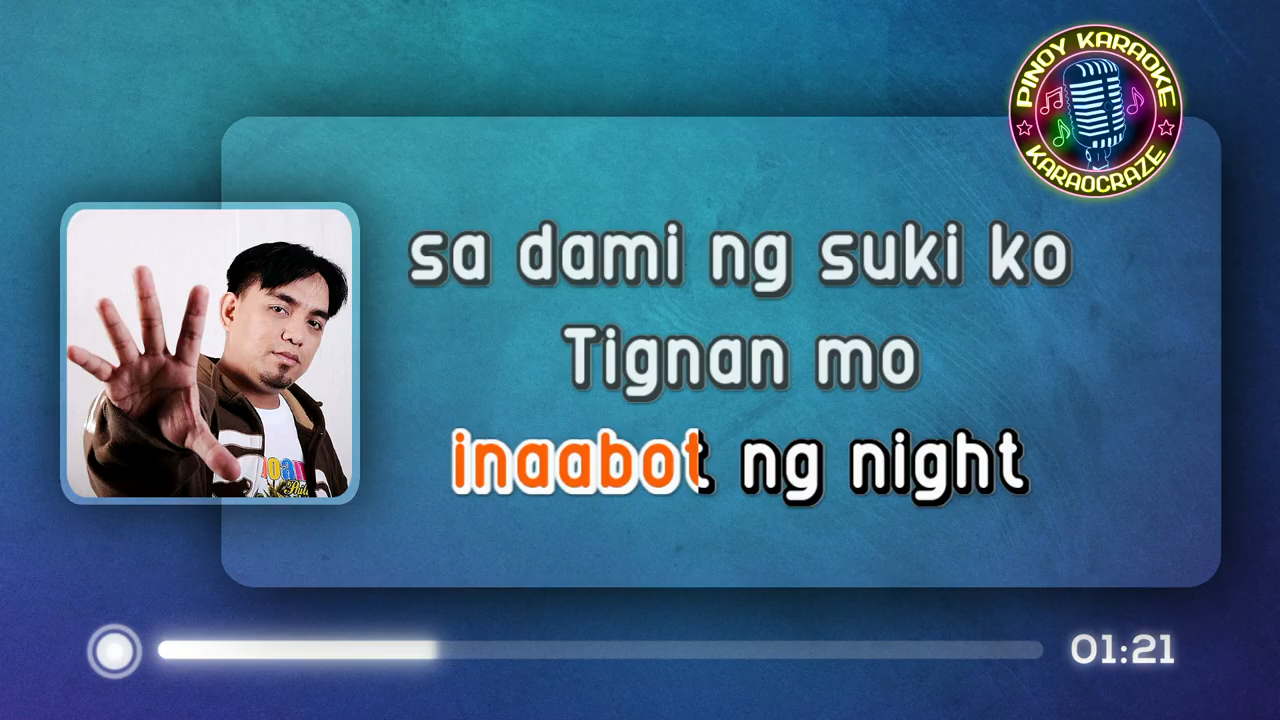 PINOY KARAOKE
KARAOCRAZE
sa dami ng suki ko
Tignan mo
inaabot ng night
01:21